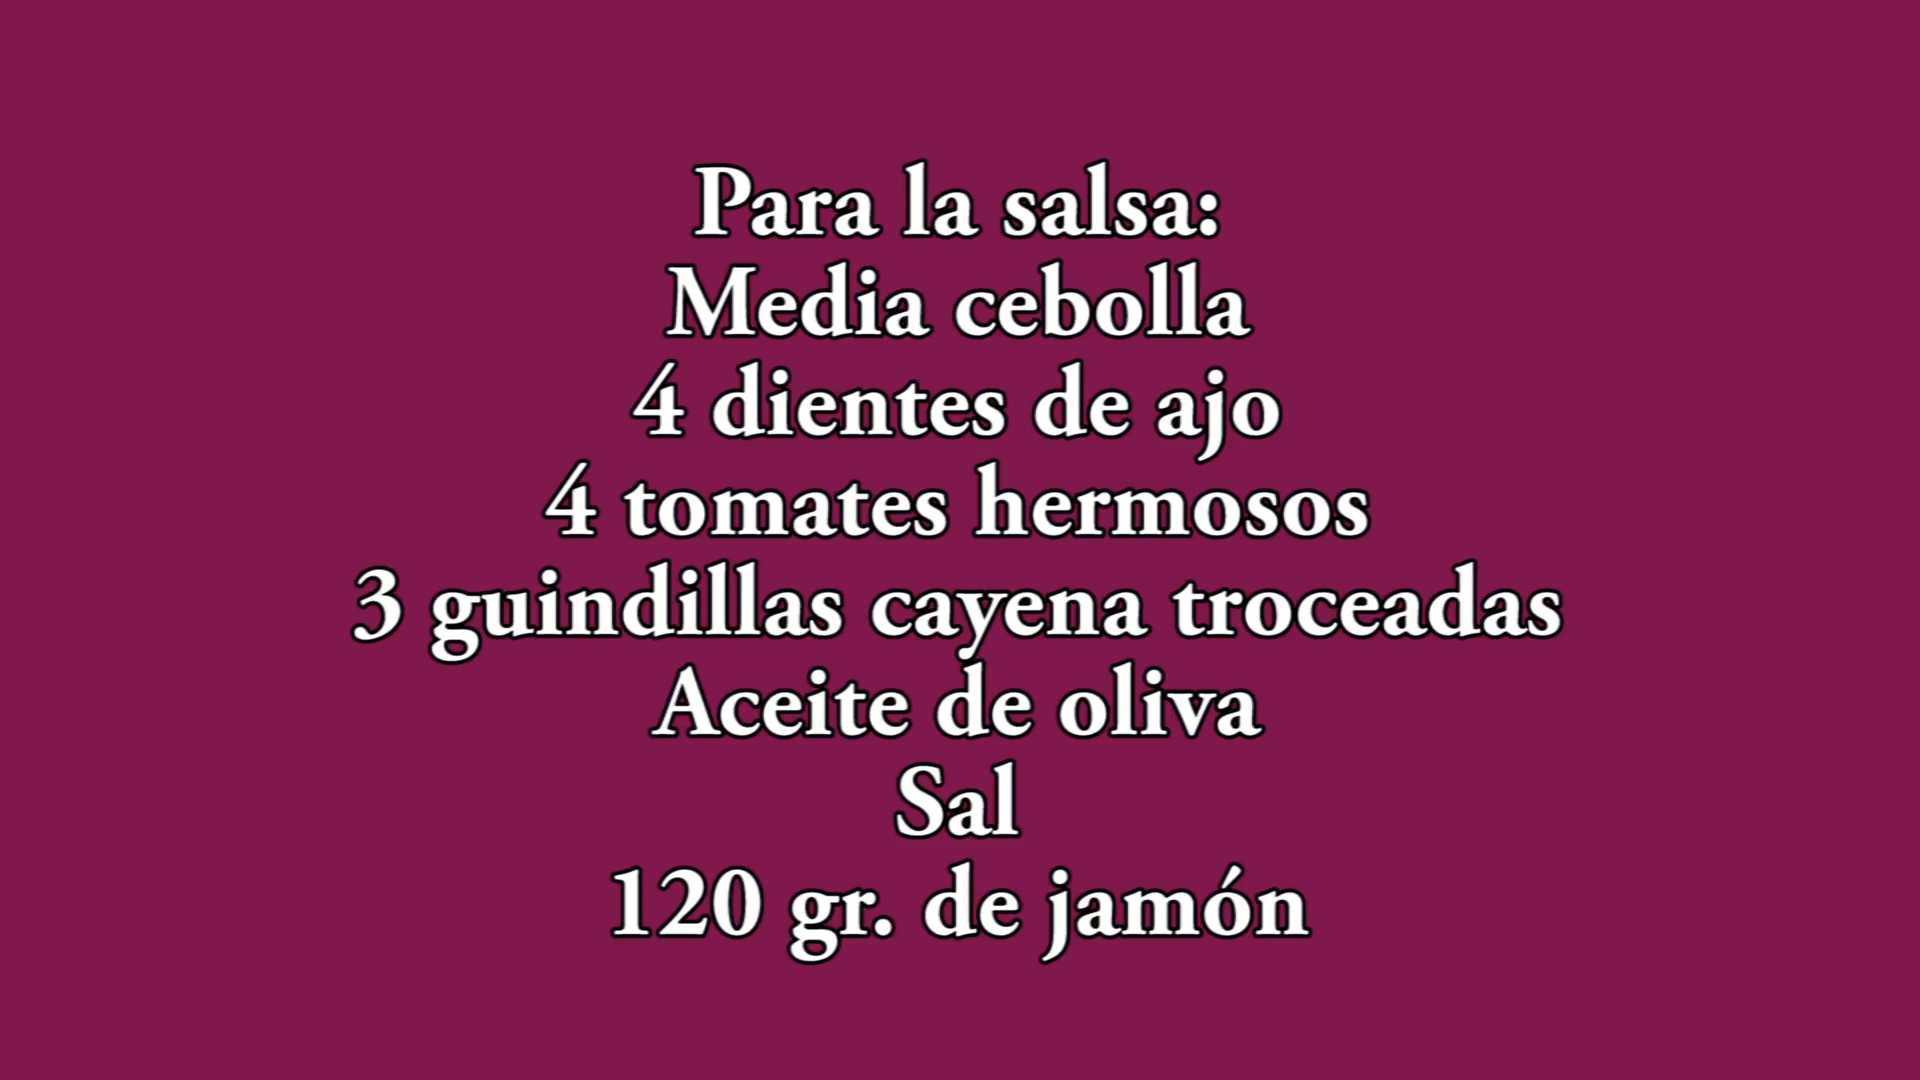 Para la salsa:
Media cebolla
4 dientes de ajo
4 tomates hermosos
3 guindillas cayena troceadas
Aceite de oliva
Sal
120 gr. de jamón